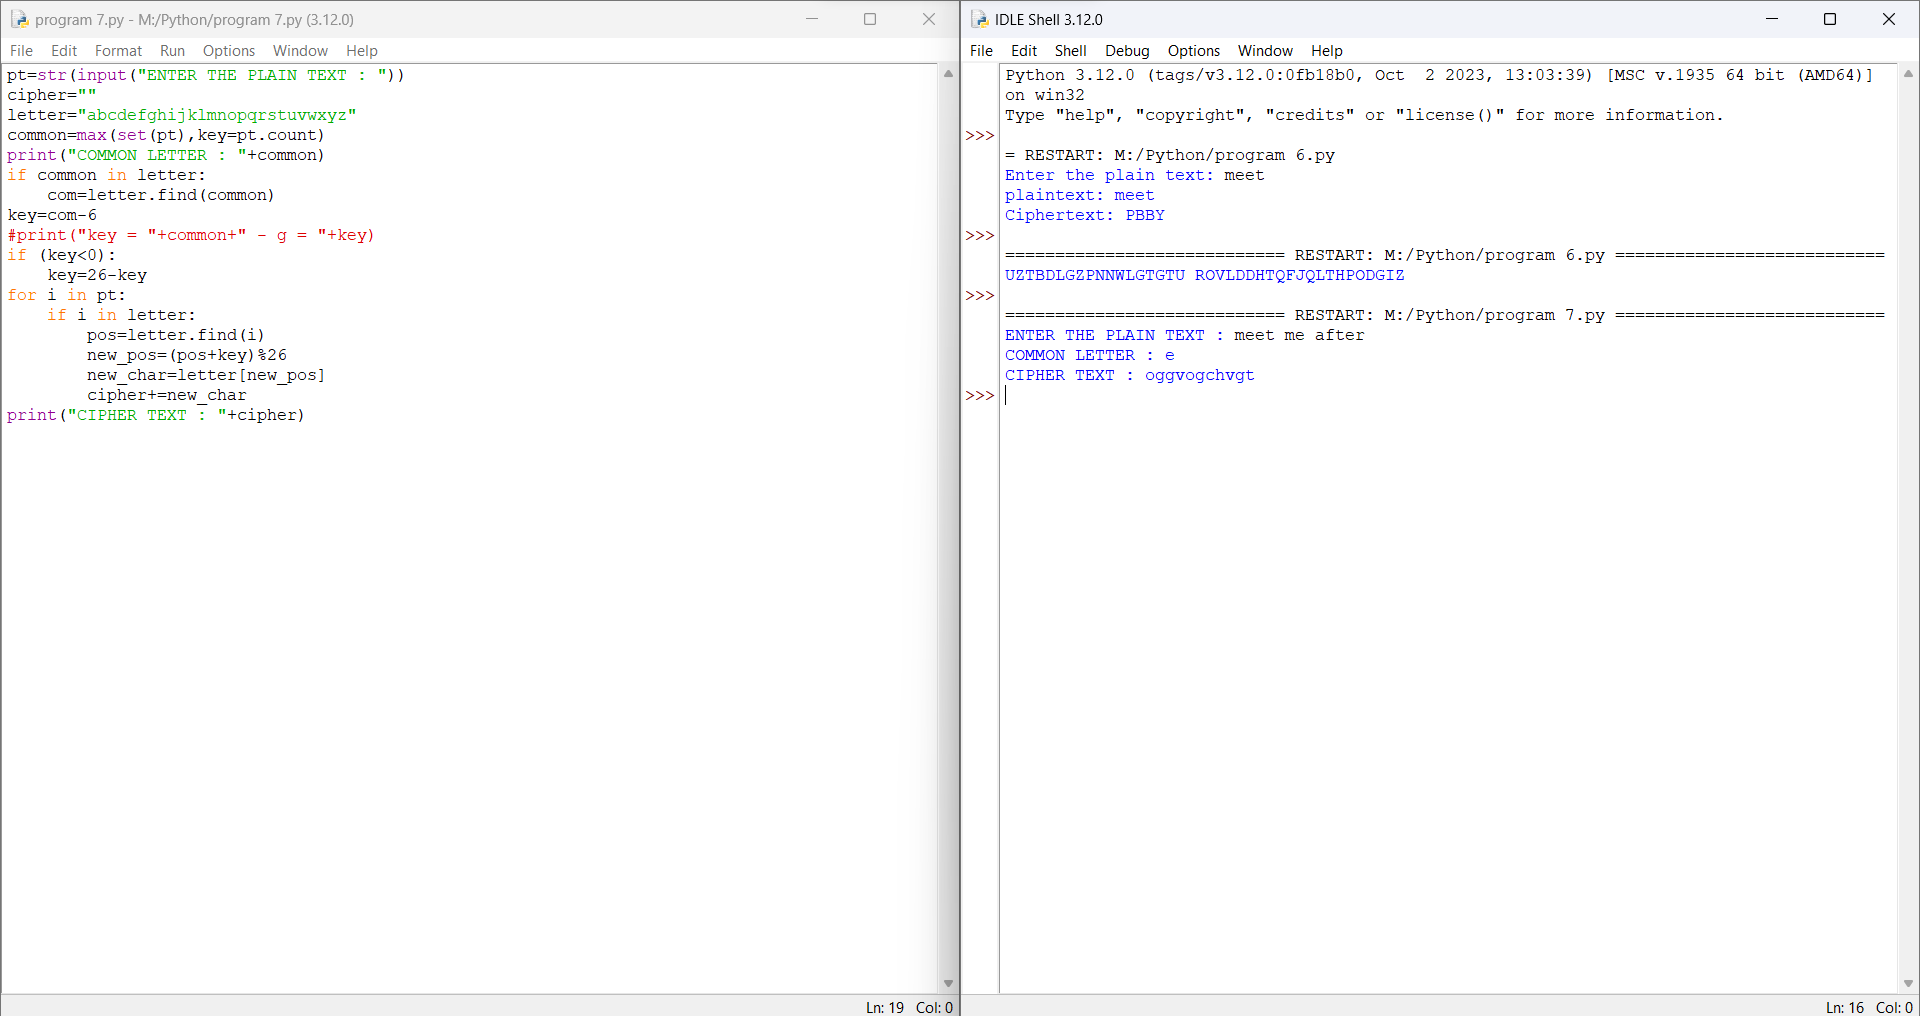 program 7.py - M:/Python/program 7.py (3.12.0)
File Edit Format Run Options Window Help
pt=str(input("ENTER THE PLAIN TEXT : "))
cipher=""
letter="abcdefghijklmnopqrstuvwxyz"
common=max(set(pt),key=pt.count)
print("COMMON LETTER : "+common)
if common in letter:
    com=letter.find(common)
key=com-6
#print("key = "+common+" - g = "+key)
if (key<0):
    key=26-key
for i in pt:
    if i in letter:
        pos=letter.find(i)
        new_pos=(pos+key)%26
        new_char=letter[new_pos]
        cipher+=new_char
print("CIPHER TEXT : "+cipher)
Ln: 19 Col: 0
IDLE Shell 3.12.0
File Edit Shell Debug Options Window Help
Python 3.12.0 (tags/v3.12.0:0fb18b0, Oct  2 2023, 13:03:39) [MSC v.1935 64 bit (AMD64)]
on win32
Type "help", "copyright", "credits" or "license()" for more information.
>>>
= RESTART: M:/Python/program 6.py
Enter the plain text: meet
plaintext: meet
Ciphertext: PBBY
>>>
============================ RESTART: M:/Python/program 6.py ===========================
UZTBDLGZPNNWLGTGTU ROVLDDHTQFJQLTHPODGIZ
>>>
============================ RESTART: M:/Python/program 7.py ===========================
ENTER THE PLAIN TEXT : meet me after
COMMON LETTER : e
CIPHER TEXT : oggvogchvgt
>>>
Ln: 16 Col: 0